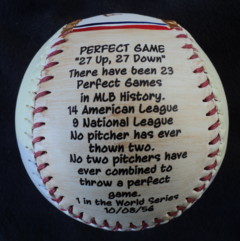 PERFECT GAME
"27 Up, 27 Down"
There have been 23
Perfect Games
in MLB History.
14 American League
9 National League
No pitcher has ever
thown two.
No two pitchers have
ever combined to
throw a perfect
game.
1 in the World Series
10/08/56